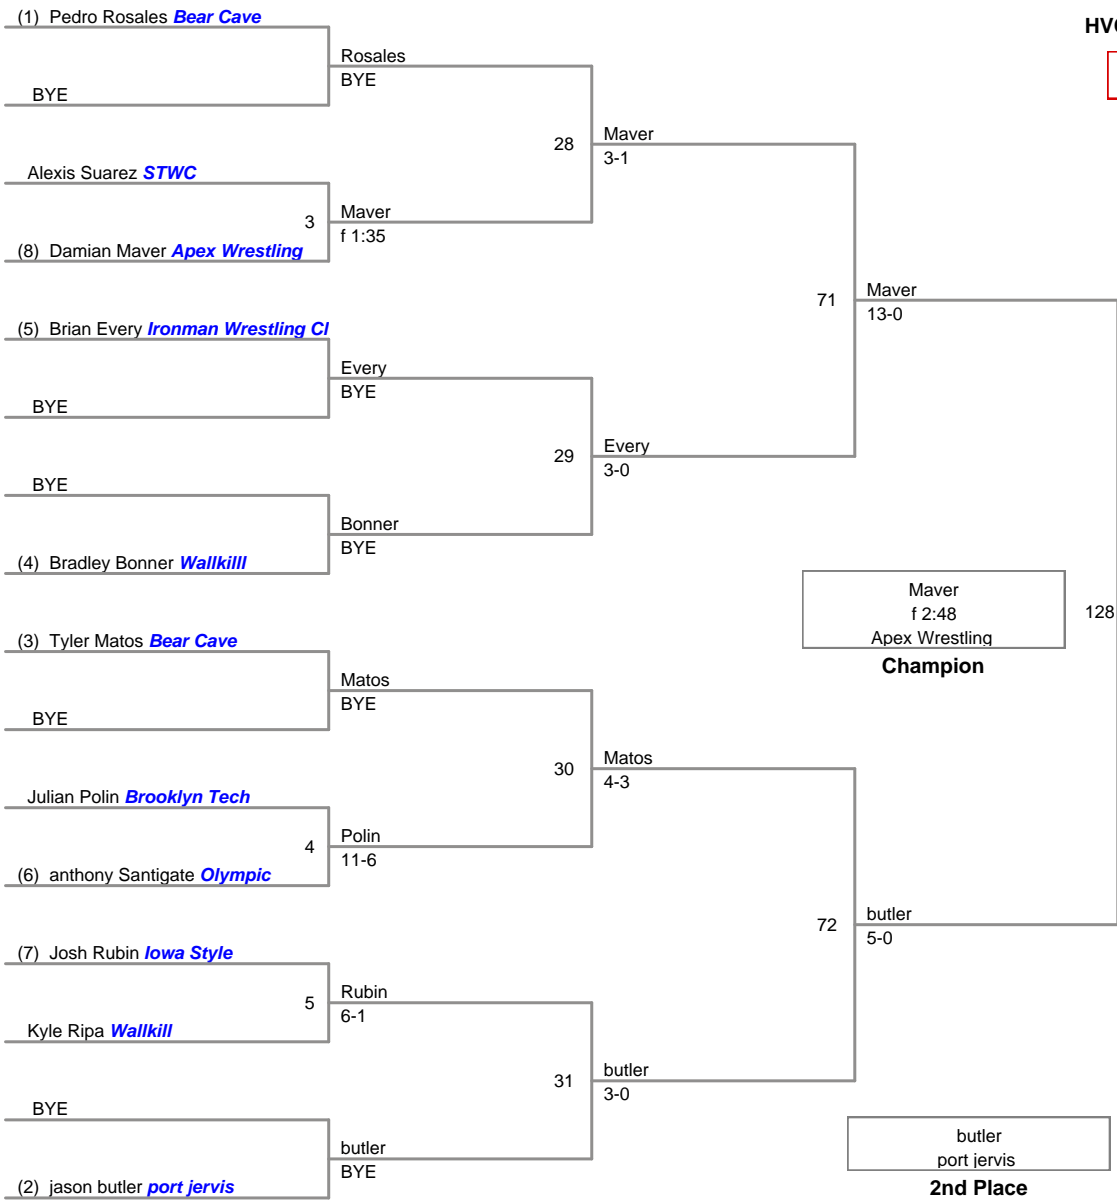 (1) Pedro Rosales Bear Cave
HV
Rosales
BYE
BYE
28
Maver
3-1
Alexis Suarez STWC
3
Maver
f 1:35
(8) Damian Maver Apex Wrestling
71
Maver
13-0
(5) Brian Every Ironman Wrestling Cl
Every
BYE
BYE
29
Every
3-0
BYE
Bonner
BYE
(4) Bradley Bonner Wallkilll
Maver
f 2:48
Apex Wrestling
Champion
128
(3) Tyler Matos Bear Cave
Matos
BYE
BYE
30
Matos
4-3
Julian Polin Brooklyn Tech
4
Polin
11-6
(6) anthony Santigate Olympic
72
butler
5-0
(7) Josh Rubin Iowa Style
5
Rubin
6-1
Kyle Ripa Wallkill
31
butler
3-0
BYE
butler
BYE
(2) jason butler port jervis
butler
port jervis
2nd Place